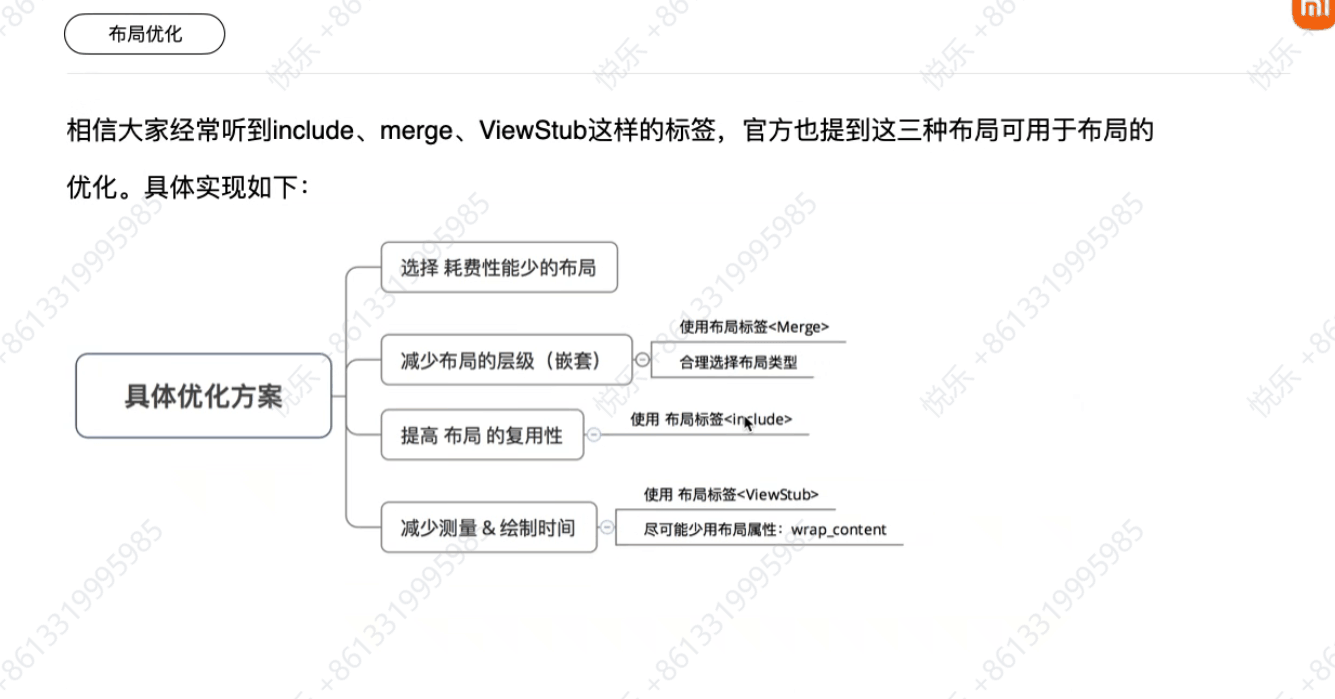 布局优化
相信大家经常听到include、merge、ViewStub这样的标签，官方也提到这三种布局可用于布局的
优化。具体实现如下：
具体优化方案
选择 耗费性能少的布局
减少布局的层级（嵌套）
使用布局标签<Merge>
合理选择布局类型
提高 布局 的复用性
使用 布局标签<include>
减少测量 & 绘制时间
使用 布局标签<ViewStub>
尽可能少用布局属性：wrap_content
悦乐 +8613319995985